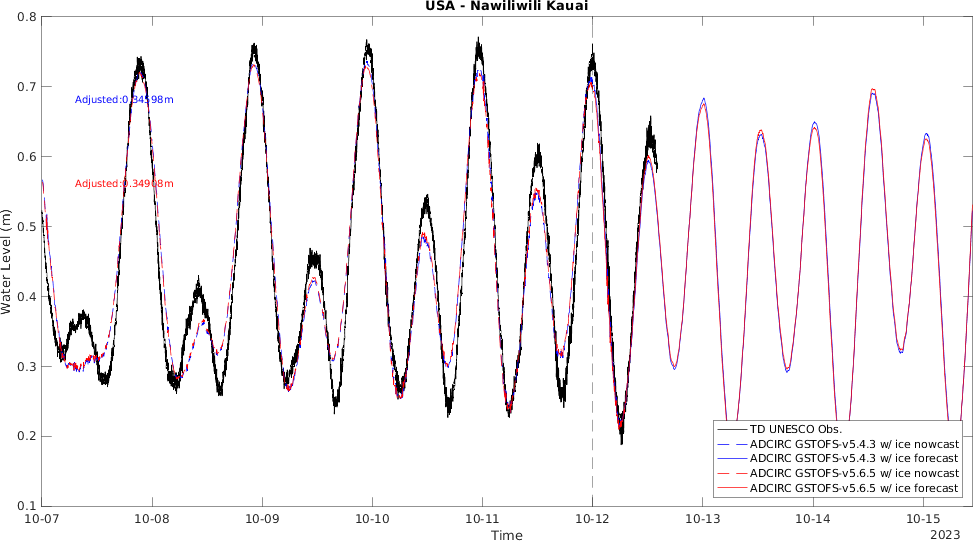 USA - Nawiliwili Kauai
0.8
0.7
0.6
0.5
0.4
0.3
0.2
0.1
Water Level (m)
Adjusted:0.34598m
Adjusted:0.34908m
TD UNESCO Obs.
ADCIRC GSTOFS-v5.4.3 w/ ice nowcast
ADCIRC GSTOFS-v5.4.3 w/ ice forecast
ADCIRC GSTOFS-v5.6.5 w/ ice nowcast
ADCIRC GSTOFS-v5.6.5 w/ ice forecast
10-07 10-08 10-09 10-10 10-11 10-12 10-13 10-14 10-15
Time
2023